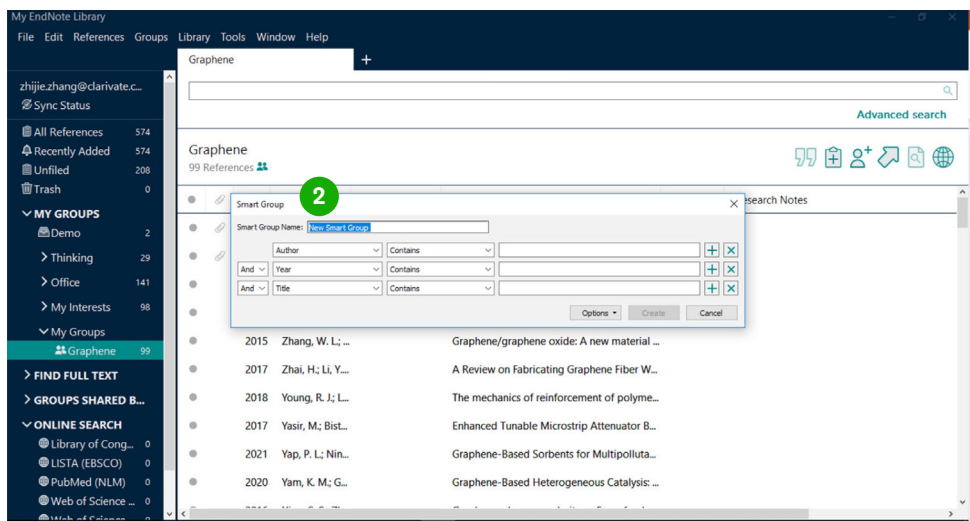 My EndNote Library
File Edit References Groups Library Tools Window Help
Graphene
zhijie.zhang@clarivate.c...
Sync Status
Advanced search
All References 574
Recently Added 574
Unfiled 208
Trash 0
MY GROUPS
Demo 2
Thinking 29
Office 141
My Interests 98
My Groups
Graphene 99
FIND FULL TEXT
GROUPS SHARED B...
ONLINE SEARCH
Library of Cong... 0
LISTA (EBSCO) 0
PubMed (NLM) 0
Web of Science ... 0
Graphene
99 References
2
esearch Notes
Smart Group
Smart Group Name: New Smart Group
Author Contains
And Year Contains
And Title Contains
Options Create Cancel
2015 Zhang, W. L.; ... Graphene/graphene oxide: A new material ...
2017 Zhai, H.; Li, Y.... A Review on Fabricating Graphene Fiber W...
2018 Young, R. J.; L... The mechanics of reinforcement of polyme...
2017 Yasir, M.; Bist... Enhanced Tunable Microstrip Attenuator B...
2021 Yap, P. L.; Nin... Graphene-Based Sorbents for Multipolluta...
2020 Yam, K. M.; G... Graphene-Based Heterogeneous Catalysis: ...